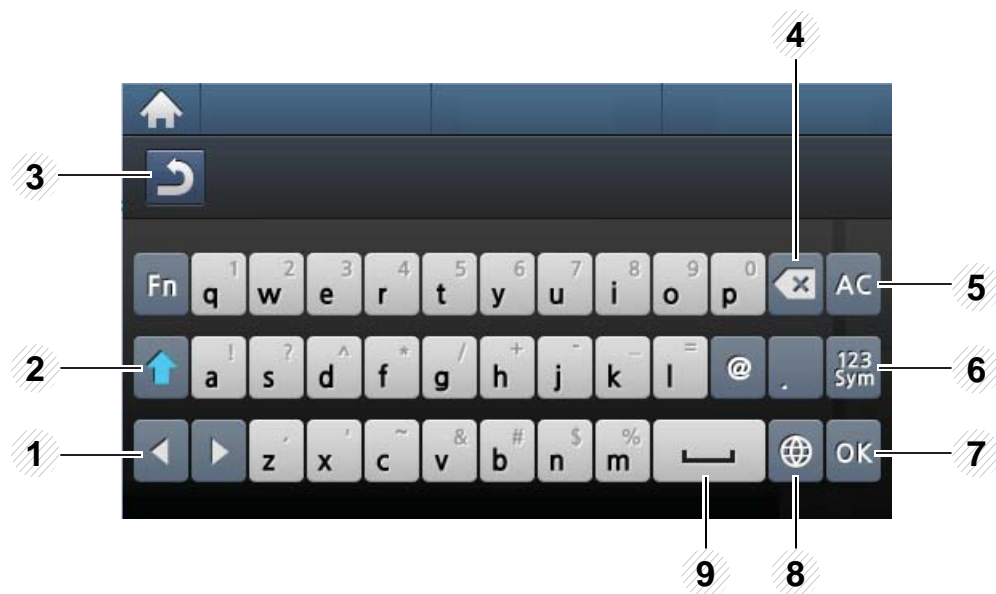 4
3
Fn q 1 w 2 e 3 r 4 t 5 y 6 u 7 i 8 o 9 p 0 AC 5
2 a ! s ? d ^ f * g / h + j - k _ l = @ . 123 Sym 6
1 z ´ x ' c ~ v & b # n $ m % OK 7
9 8